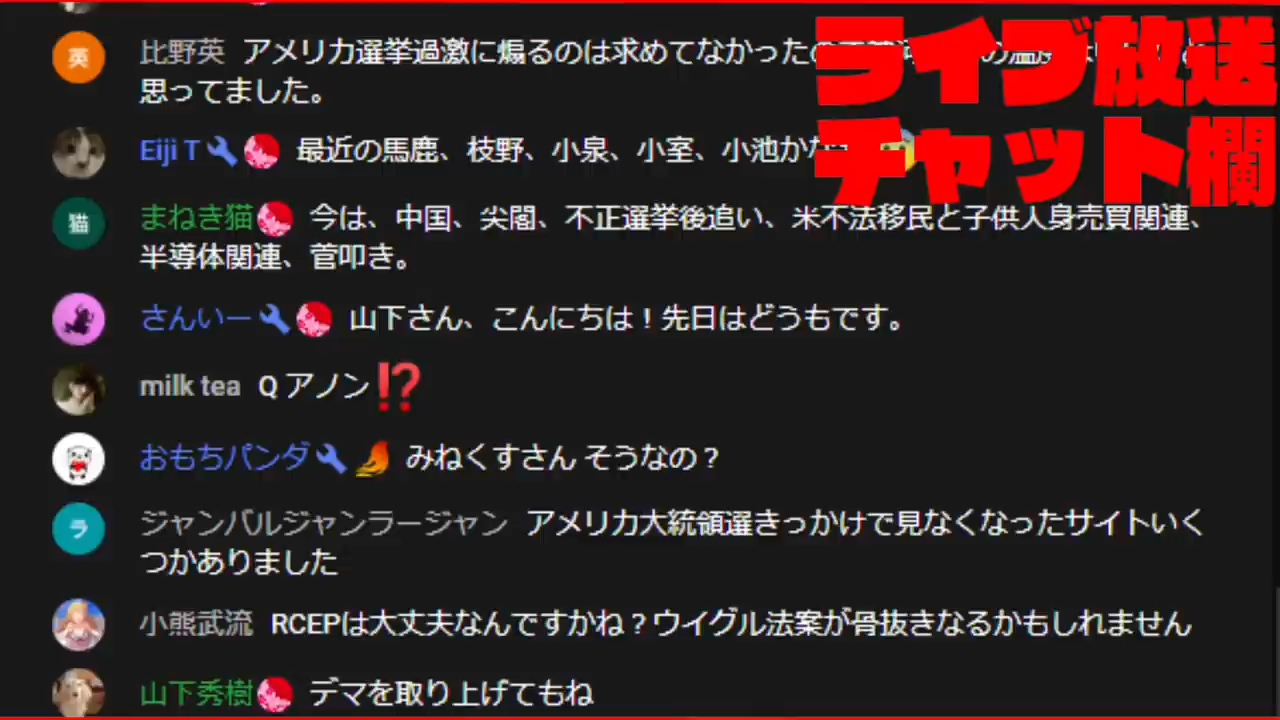 ライブ放送
チャット欄
英
比野英 アメリカ選挙過激に煽るのは求めてなかった
思ってました。
Eiji T 最近の馬鹿、枝野、小泉、小室、小池か
猫
まねき猫 今は、中国、尖閣、不正選挙後追い、米不法移民と子供人身売買関連、
半導体関連、菅叩き。
さんいー 山下さん、こんにちは！先日はどうもです。
milk tea Q アノン⁉
おもちパンダ みねくすさん そうなの？
ラ
ジャンバルジャンラージャン アメリカ大統領選きっかけで見なくなったサイトいく
つかありました
小熊武流 RCEPは大丈夫なんですかね？ウイグル法案が骨抜きなるかもしれません
山下秀樹 デマを取り上げてもね